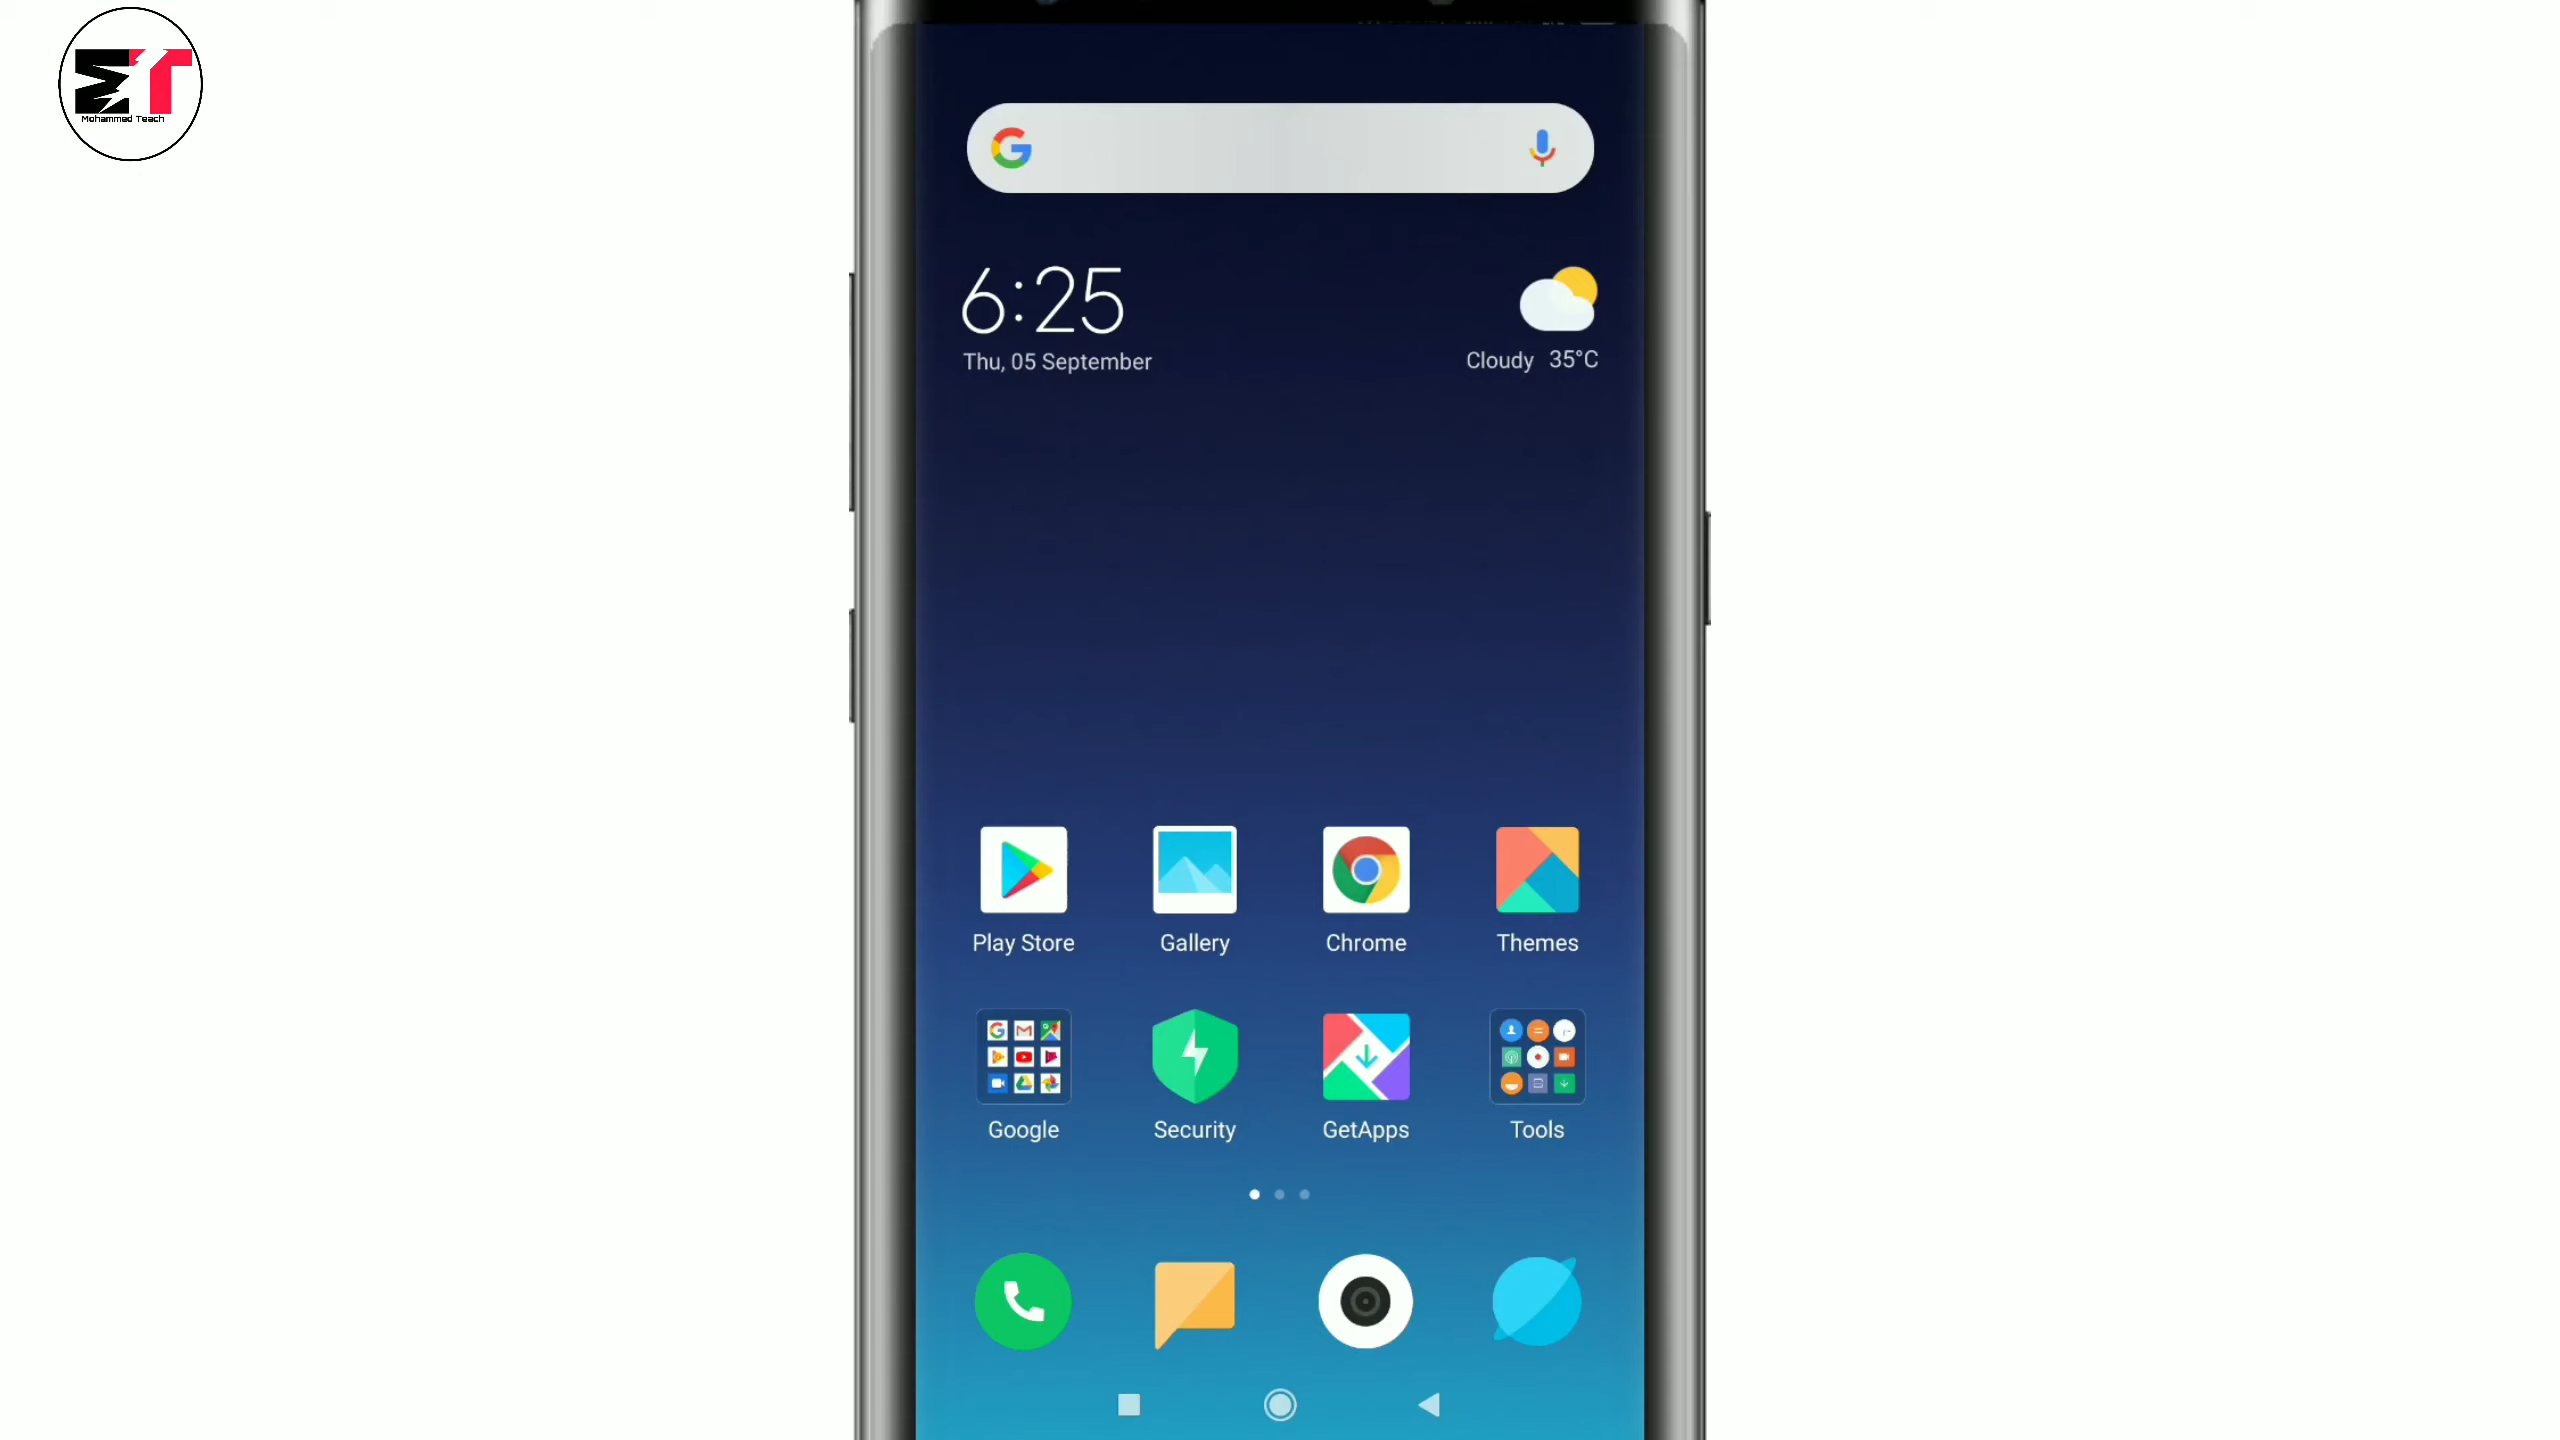 Mohammed Teach
6:25
Thu, 05 September
Cloudy 35°C
Play Store
Gallery
Chrome
Themes
Google
Security
GetApps
Tools